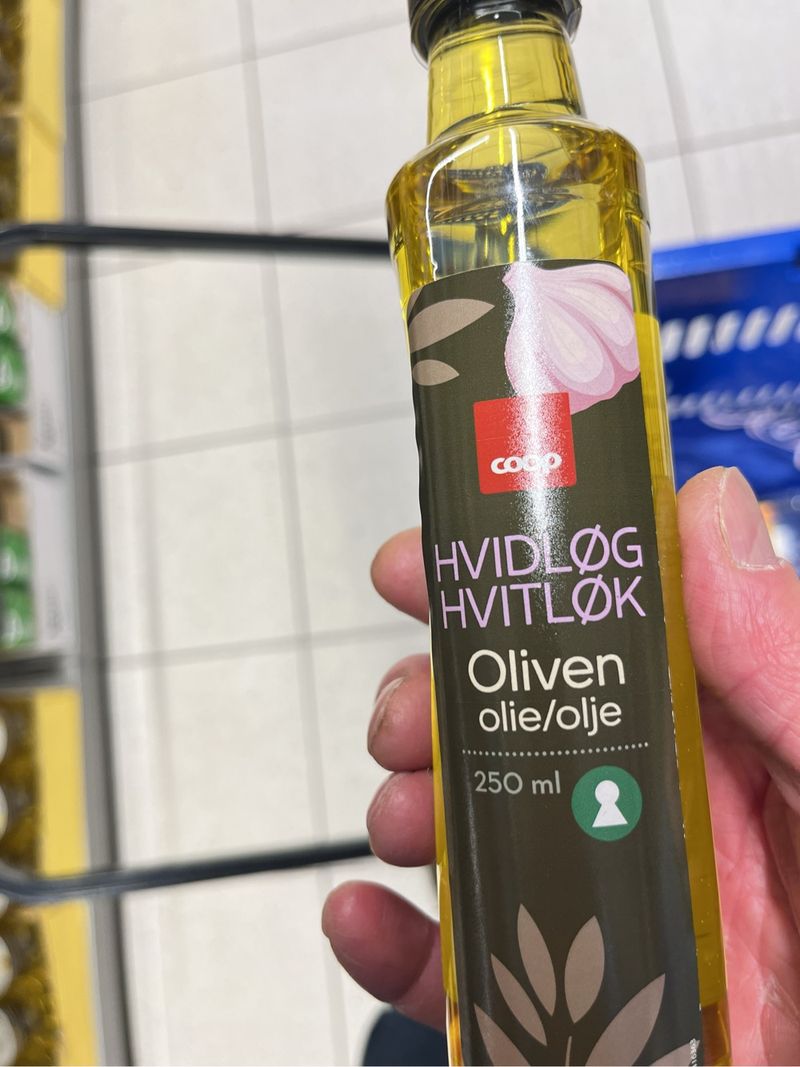 coop
HVIDLØG
HVITLØK
Oliven
olie/olje
250 ml